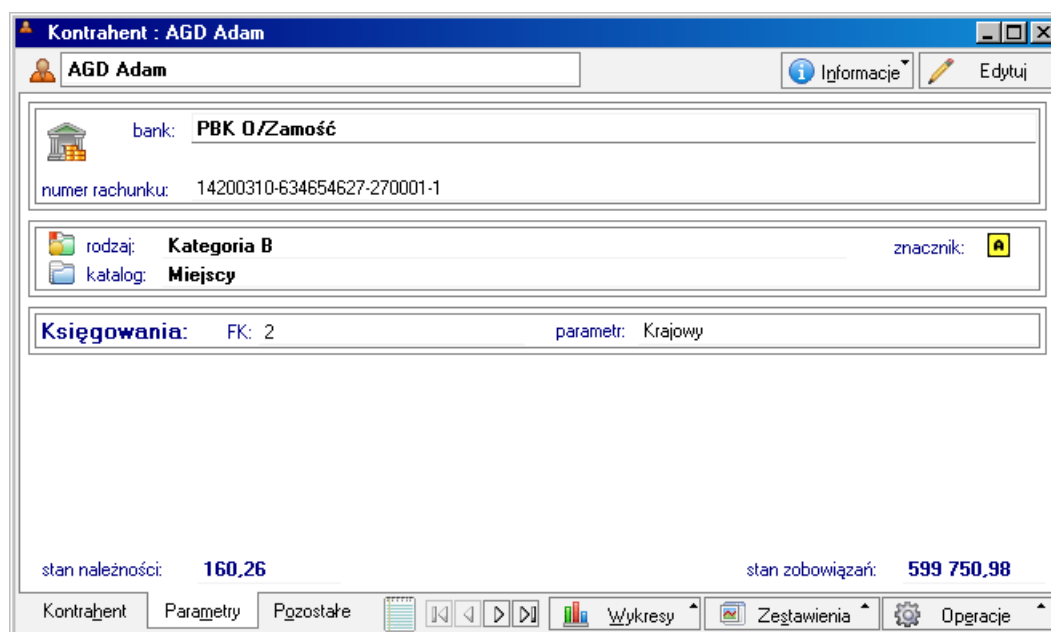 Kontrahent : AGD Adam
AGD Adam Informacje Edytuj
bank: PBK O/Zamość
numer rachunku: 14200310-634654627-270001-1
rodzaj: Kategoria B znacznik: A
katalog: Miejscy
Księgowania: FK: 2 parametr: Krajowy
stan należności: 160,26 stan zobowiązań: 599 750,98
Kontrahent Parametry Pozostałe Wykresy Zestawienia Operacje